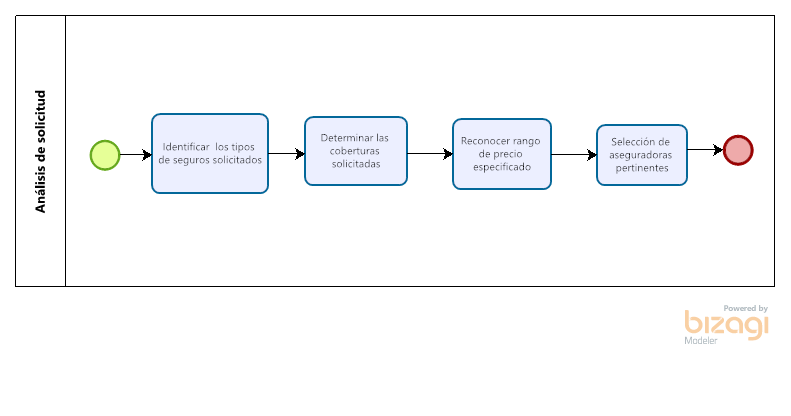 Análisis de solicitud
Identificar los tipos
de seguros solicitados
Determinar las
coberturas
solicitadas
Reconocer rango
de precio
especificado
Selección de
aseguradoras
pertinentes
Powered by
bizagi
Modeler